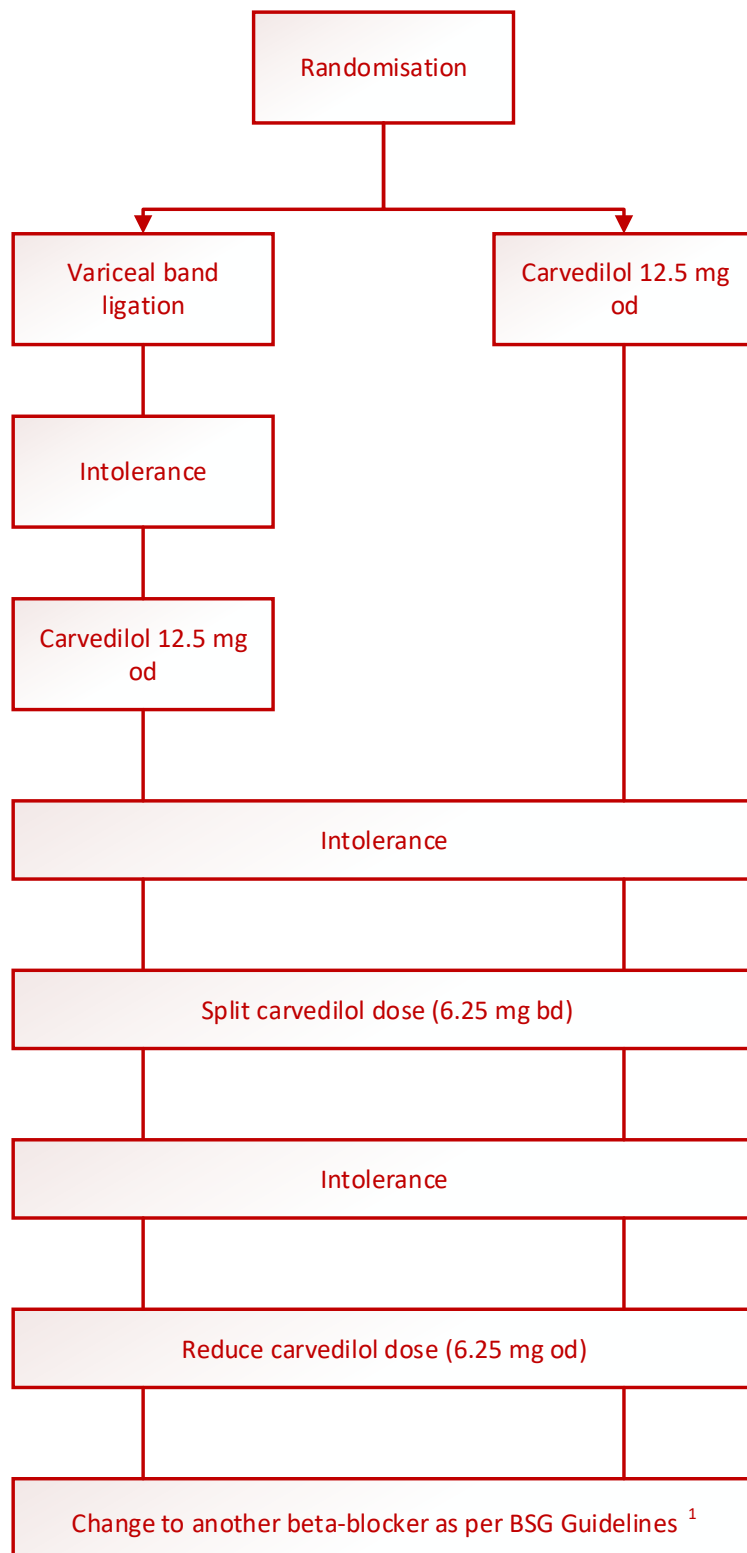 Randomisation
Variceal band
ligation
Carvedilol 12.5 mg
od
Intolerance
Carvedilol 12.5 mg
od
Intolerance
Split carvedilol dose (6.25 mg bd)
Intolerance
Reduce carvedilol dose (6.25 mg od)
Change to another beta-blocker as per BSG Guidelines 1